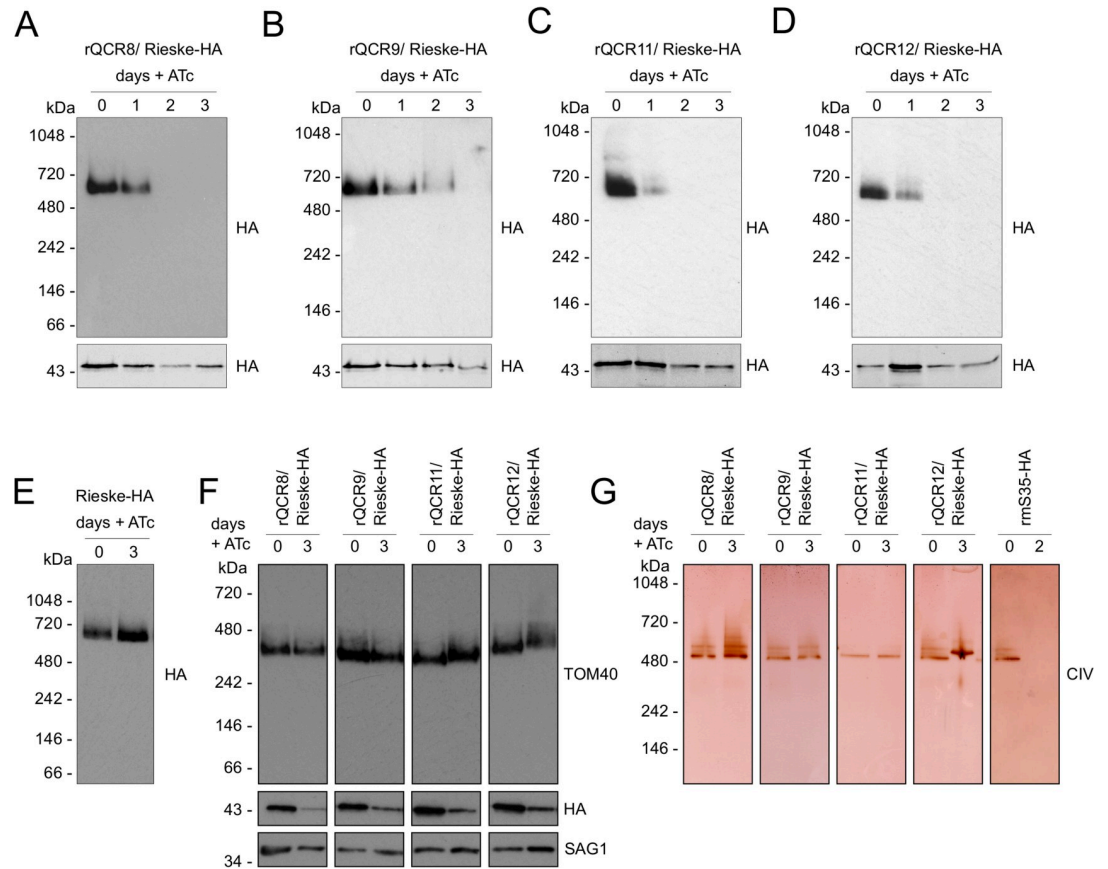 A
rQCR8/ Rieske-HA
days + ATc
kDa 0 1 2 3
1048 -
720 -
480 -
242 -
146 -
66 -
HA
43 -
HA
B
rQCR9/ Rieske-HA
days + ATc
kDa 0 1 2 3
1048 -
720 -
480 -
242 -
146 -
HA
43 -
HA
C
rQCR11/ Rieske-HA
days + ATc
kDa 0 1 2 3
1048 -
720 -
480 -
242 -
146 -
HA
43 -
HA
D
rQCR12/ Rieske-HA
days + ATc
kDa 0 1 2 3
1048 -
720 -
480 -
242 -
146 -
HA
43 -
HA
E
Rieske-HA
days + ATc
0 3
kDa
1048 -
720 -
480 -
242 -
146 -
66 -
HA
F
rQCR8/
Rieske-HA
rQCR9/
Rieske-HA
rQCR11/
Rieske-HA
rQCR12/
Rieske-HA
days
+ ATc
0 3 0 3 0 3 0 3
kDa
720 -
480 -
242 -
146 -
66 -
TOM40
43 -
HA
34 -
SAG1
G
rQCR8/
Rieske-HA
rQCR9/
Rieske-HA
rQCR11/
Rieske-HA
rQCR12/
Rieske-HA
rmS35-HA
days
+ ATc
0 3 0 3 0 3 0 3 0 2
kDa
1048 -
720 -
480 -
242 -
146 -
CIV